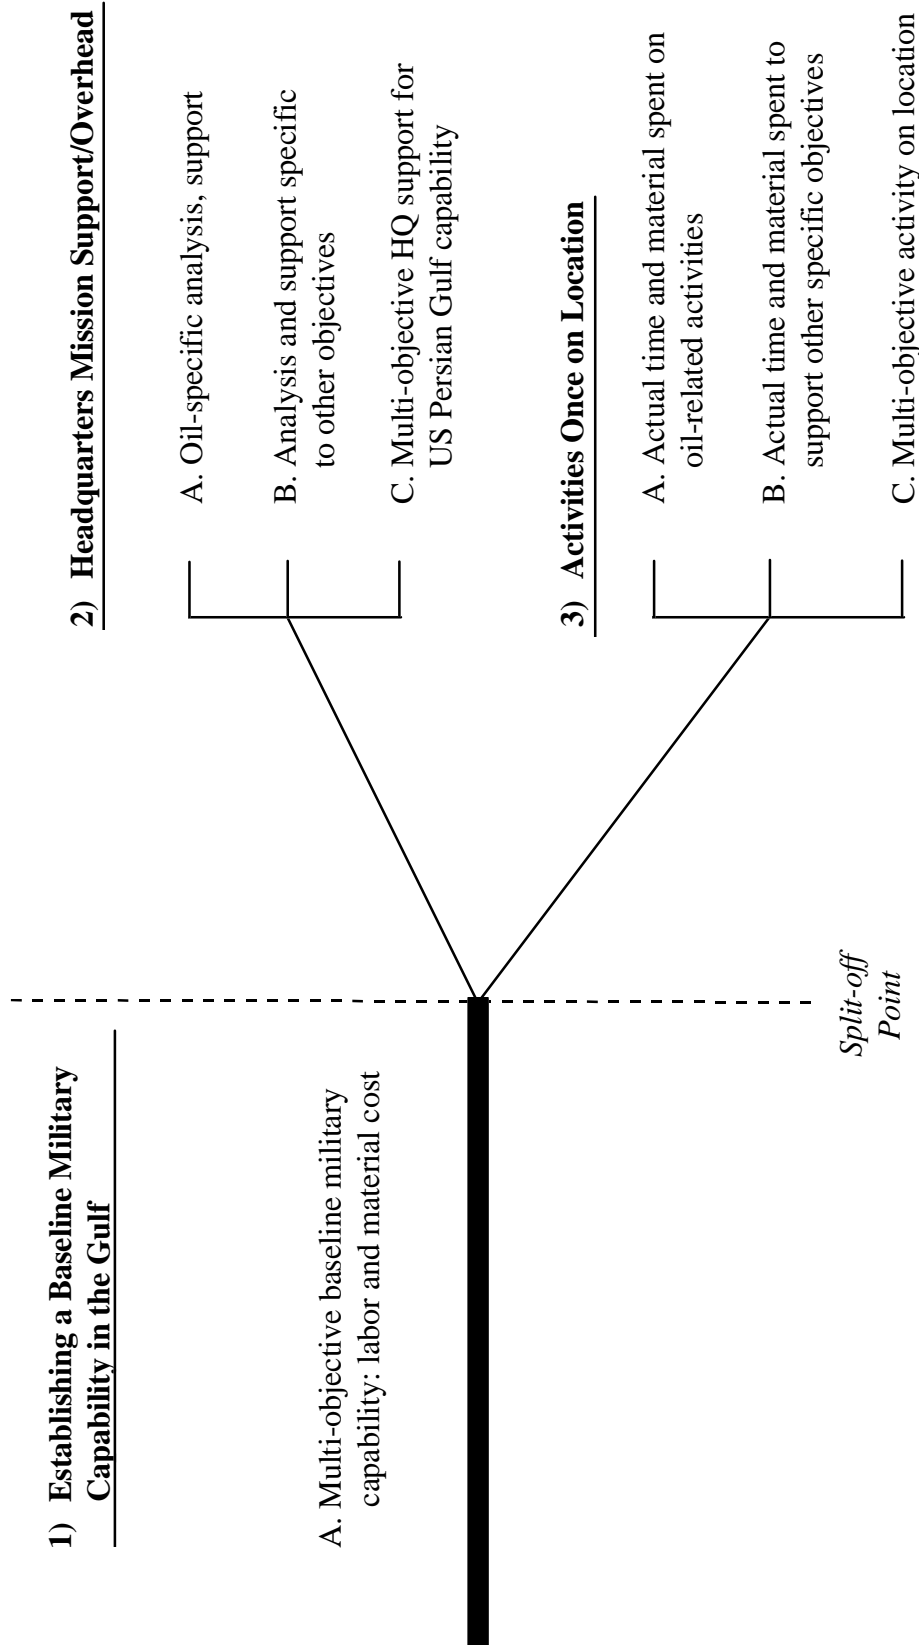 1) Establishing a Baseline Military
Capability in the Gulf
A. Multi-objective baseline military
capability: labor and material cost
Split-off
Point
2) Headquarters Mission Support/Overhead
A. Oil-specific analysis, support
B. Analysis and support specific
to other objectives
C. Multi-objective HQ support for
US Persian Gulf capability
3) Activities Once on Location
A. Actual time and material spent on
oil-related activities
B. Actual time and material spent to
support other specific objectives
C. Multi-objective activity on location